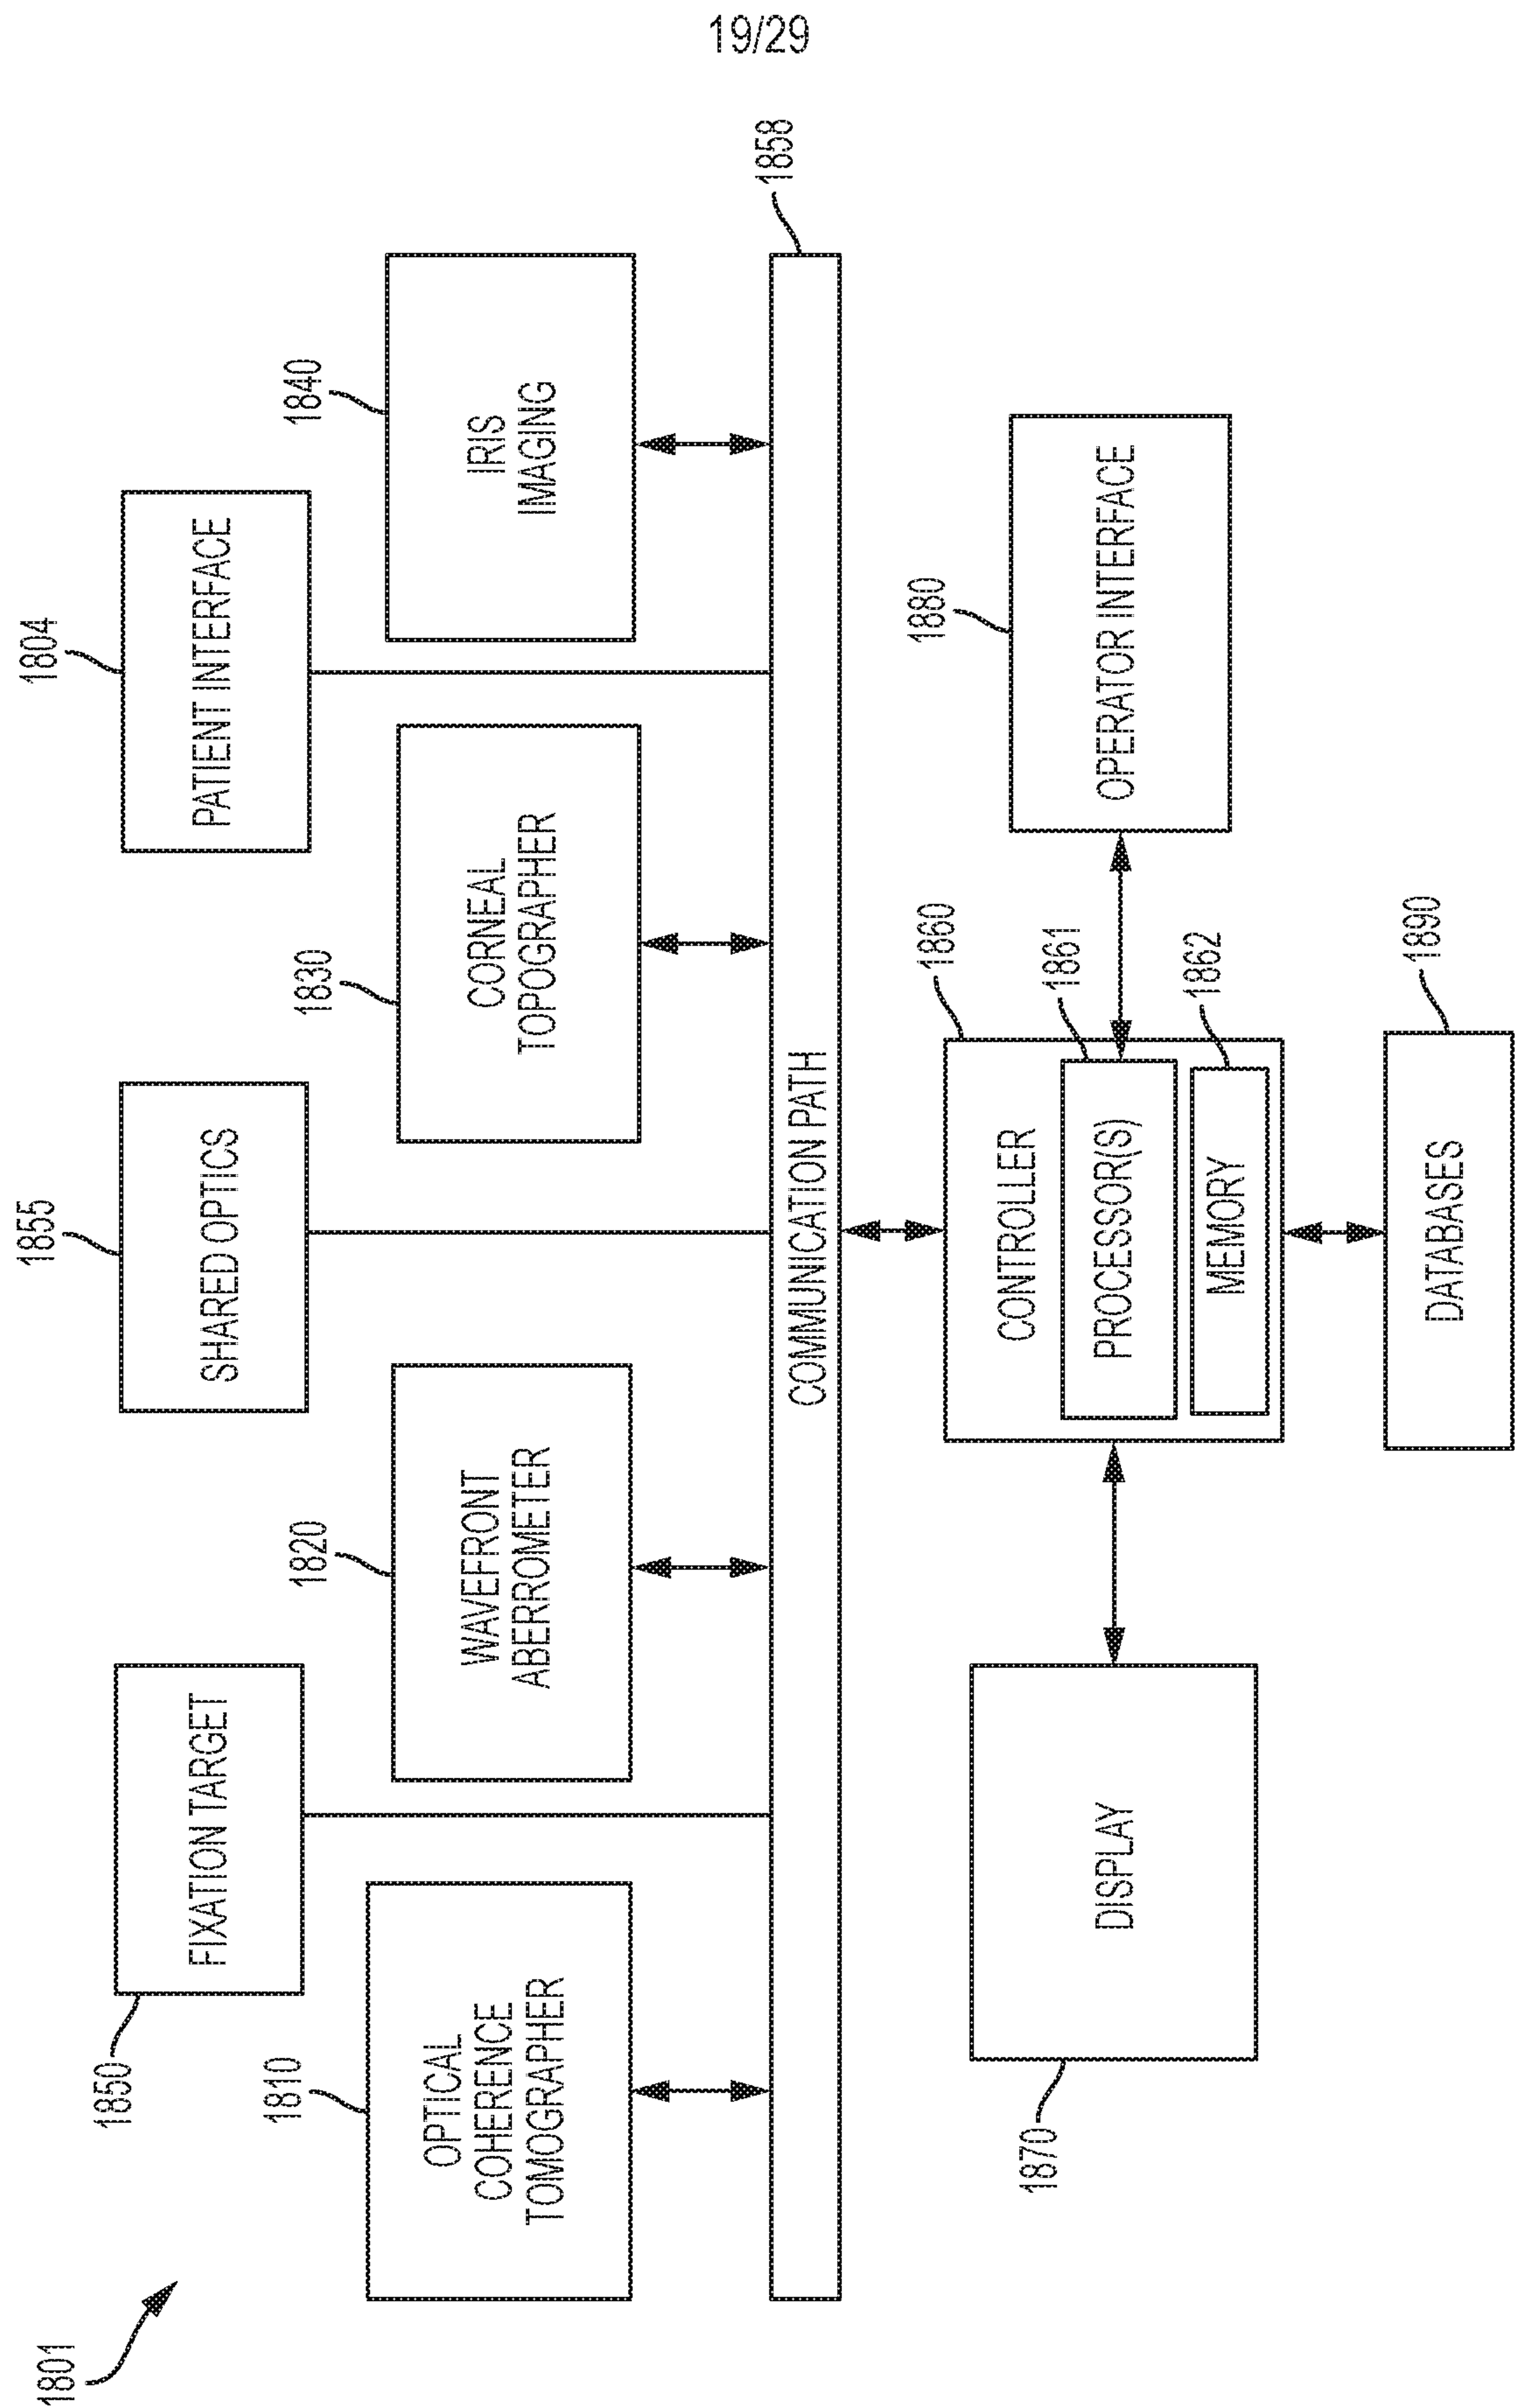 19/29
1801
1850
FIXATION TARGET
1855
SHARED OPTICS
1804
PATIENT INTERFACE
1810
OPTICAL
COHERENCE
TOMOGRAPHER
1820
WAVEFRONT
ABERROMETER
1830
CORNEAL
TOPOGRAPHER
1840
IRIS
IMAGING
1858
COMMUNICATION PATH
1870
DISPLAY
1860
CONTROLLER
1861
PROCESSOR(S)
1862
MEMORY
1880
OPERATOR INTERFACE
1890
DATABASES